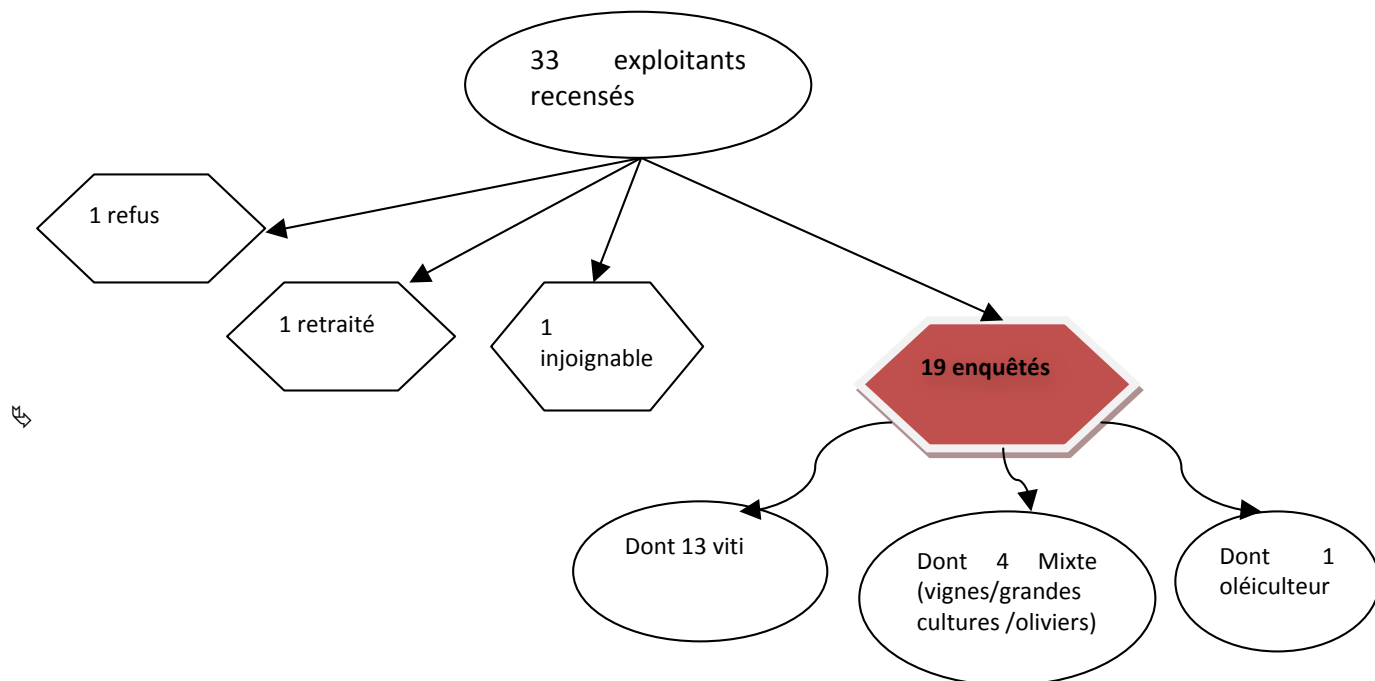 33 exploitants
recensés
1 refus
1 retraité
1
injoignable
19 enquêtés
Dont 13 viti
Dont 4 Mixte
(vignes/grandes
cultures /oliviers)
Dont 1
oléiculteur